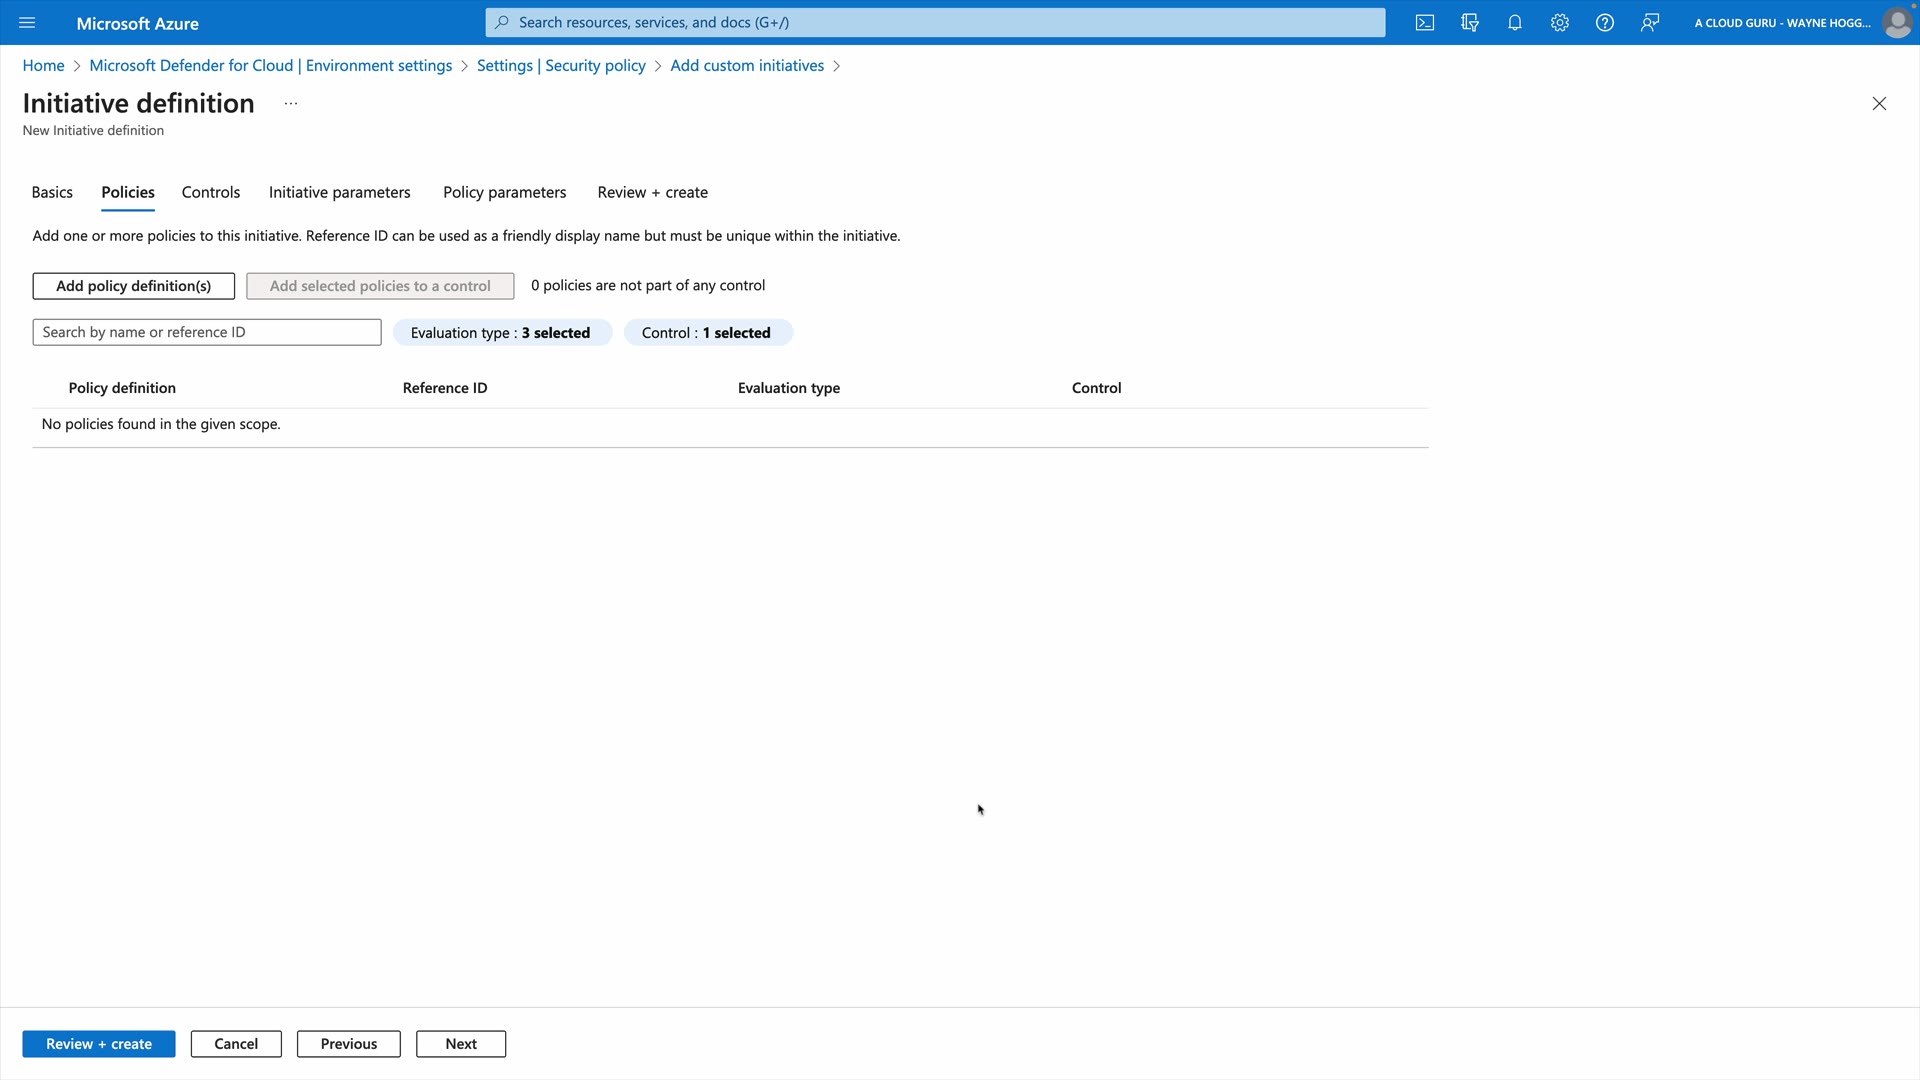 Microsoft Azure
Search resources, services, and docs (G+/)
A CLOUD GURU - WAYNE HOGG...
Home > Microsoft Defender for Cloud | Environment settings > Settings | Security policy > Add custom initiatives >
Initiative definition ...
New Initiative definition
Basics Policies Controls Initiative parameters Policy parameters Review + create
Add one or more policies to this initiative. Reference ID can be used as a friendly display name but must be unique within the initiative.
Add policy definition(s) Add selected policies to a control 0 policies are not part of any control
Search by name or reference ID Evaluation type : 3 selected Control : 1 selected
Policy definition Reference ID Evaluation type Control
No policies found in the given scope.
Review + create Cancel Previous Next